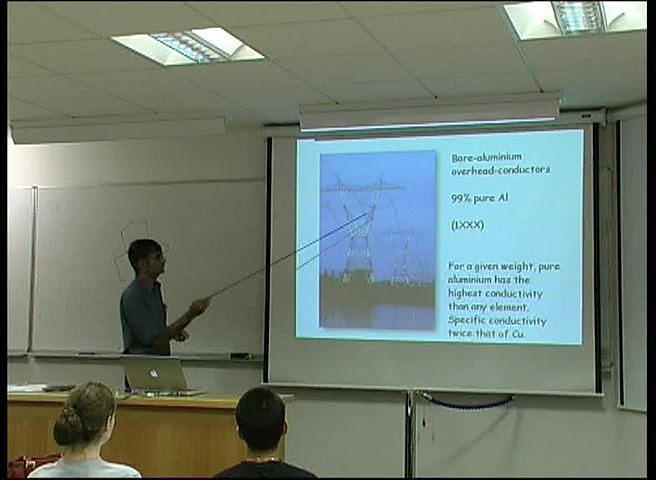 Bare-aluminium
overhead-conductors
99% pure Al
(1XXX)
For a given weight, pure
aluminium has the
highest conductivity
than any element.
Specific conductivity
twice that of Cu.